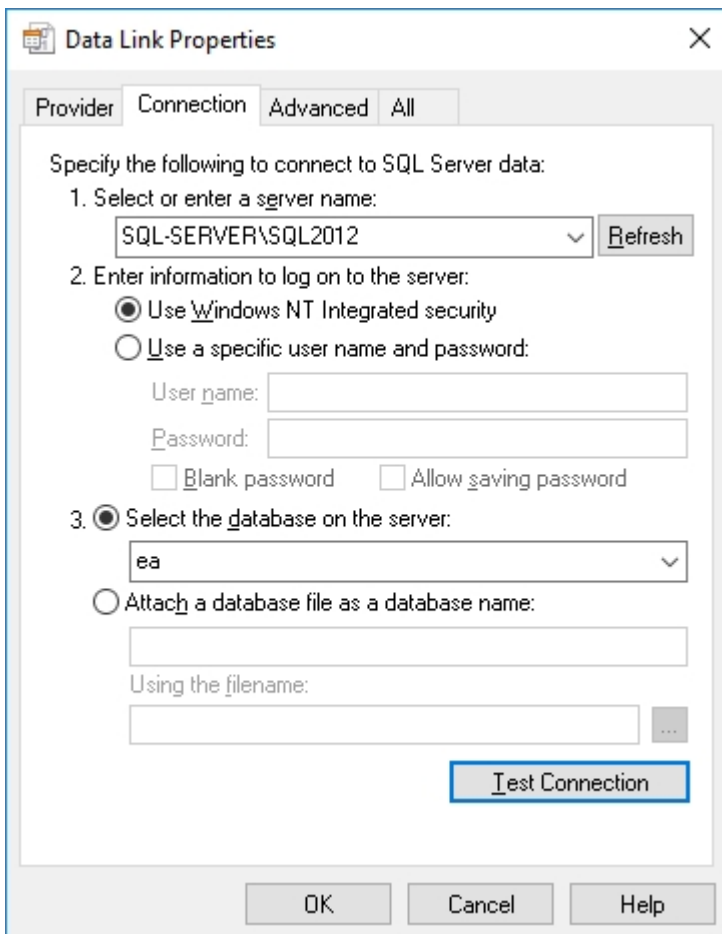 Data Link Properties
Provider Connection Advanced All
Specify the following to connect to SQL Server data:
1. Select or enter a server name:
SQL-SERVER\SQL2012 Refresh
2. Enter information to log on to the server:
Use Windows NT Integrated security
Use a specific user name and password:
User name:
Password:
Blank password Allow saving password
3. Select the database on the server:
ea
Attach a database file as a database name:
Using the filename:
...
Test Connection
OK Cancel Help